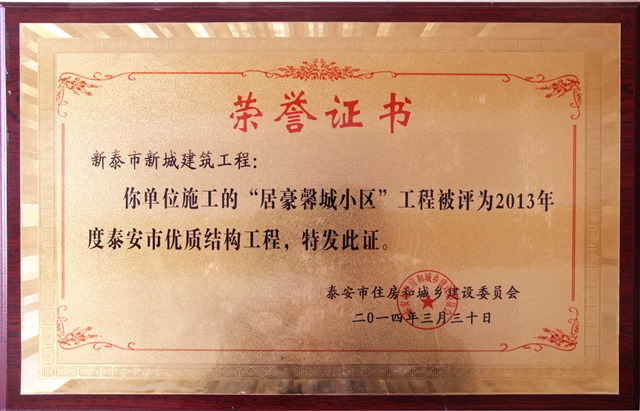 荣誉证书
新泰市新城建筑工程：
你单位施工的“居豪馨城小区”工程被评为2013年
度泰安市优质结构工程，特发此证。
泰安市住房和城乡建设委员会
二〇一四年三月三十日